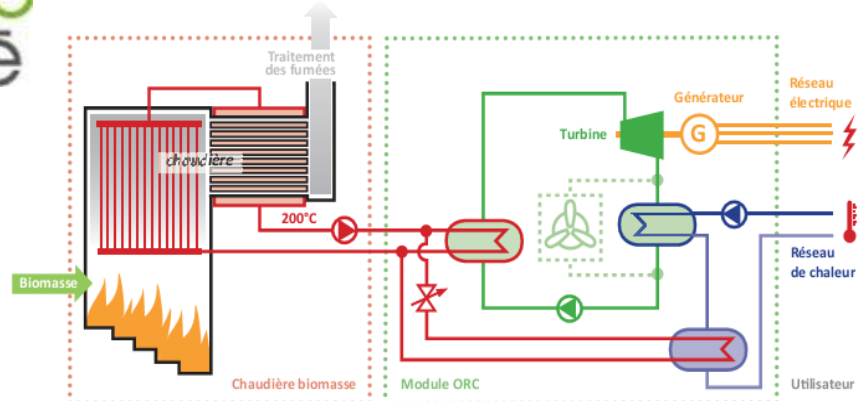 é
Traitement
des fumées
Réseau
électrique
Générateur
Turbine
G
chaudière
200°C
Réseau
de chaleur
Biomasse
Chaudière biomasse
Module ORC
Utilisateur